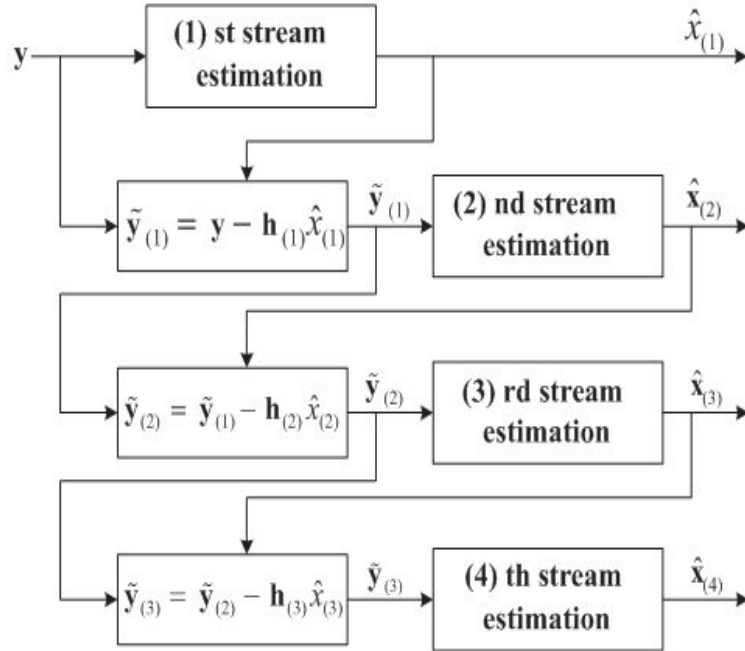 (1) st stream
estimation
y
x̂(1)
ỹ(1) = y − h(1)x̂(1)
ỹ(1)
(2) nd stream
estimation
x̂(2)
ỹ(2) = ỹ(1) − h(2)x̂(2)
ỹ(2)
(3) rd stream
estimation
x̂(3)
ỹ(3) = ỹ(2) − h(3)x̂(3)
ỹ(3)
(4) th stream
estimation
x̂(4)